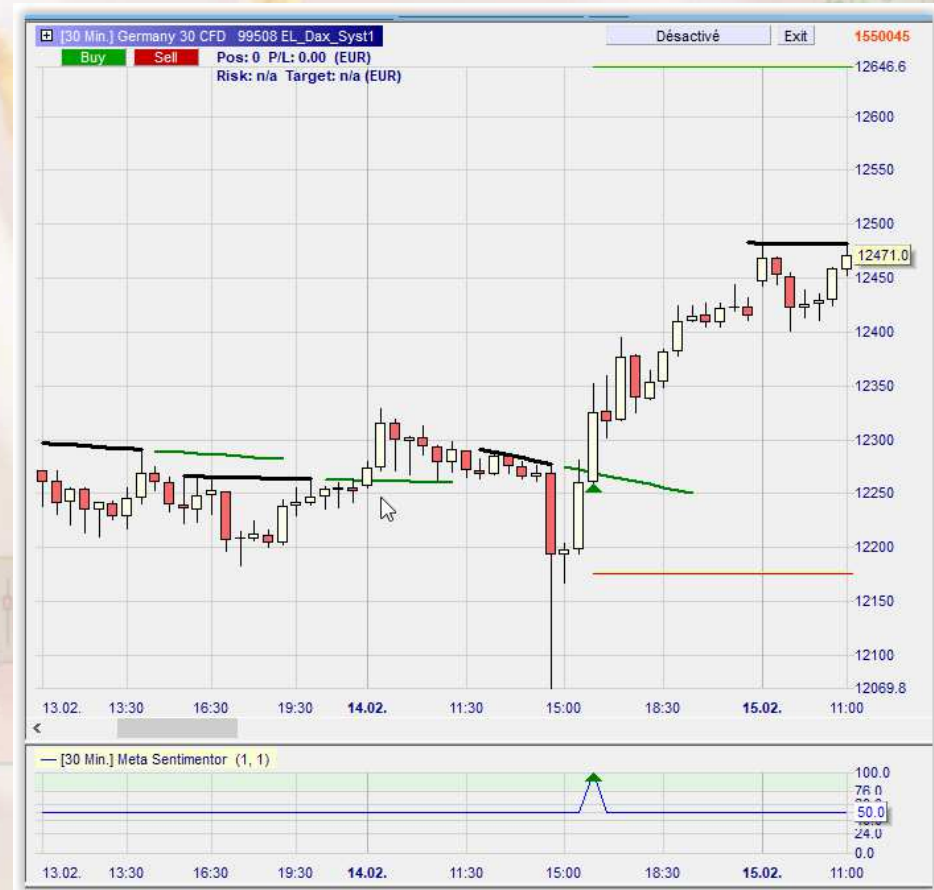 [30 Min.] Germany 30 CFD 99508 EL_Dax_Syst1
Désactivé
Exit
1550045
Buy
Sell
Pos: 0 P/L: 0.00 (EUR)
Risk: n/a Target: n/a (EUR)
12646.6
12600
12550
12500
12471.0
12450
12400
12350
12300
12250
12200
12150
12100
12069.8
13.02. 13:30 16:30 19:30 14.02. 11:30 15:00 18:30 15.02. 11:00
[30 Min.] Meta Sentimentor (1, 1)
100.0
76.0
50.0
24.0
0.0
13.02. 13:30 16:30 19:30 14.02. 11:30 15:00 18:30 15.02. 11:00